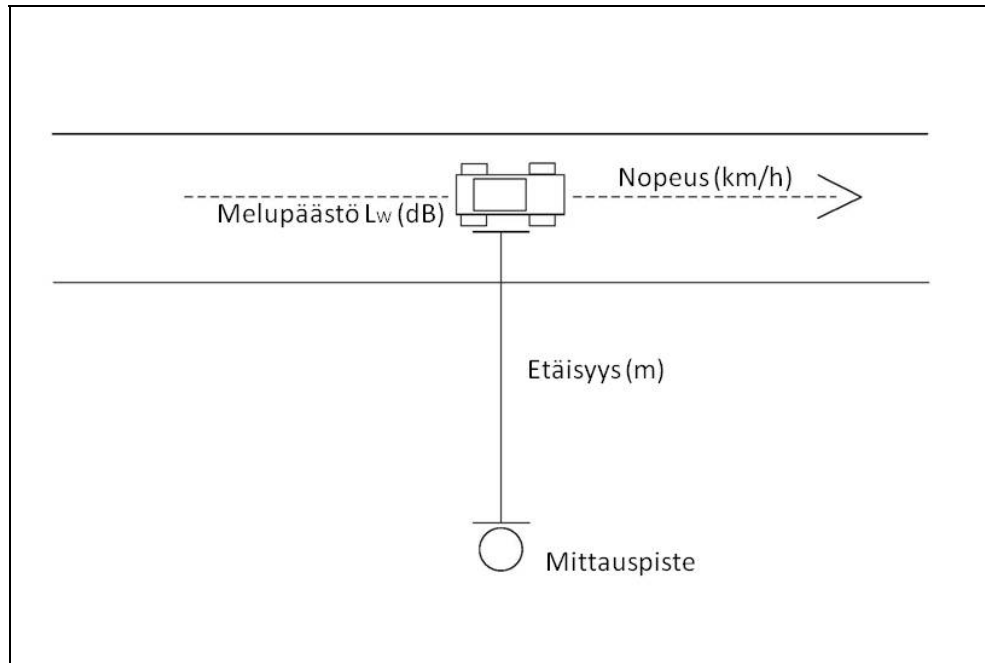 Nopeus (km/h)
Melupäästö Lw (dB)
Etäisyys (m)
Mittauspiste